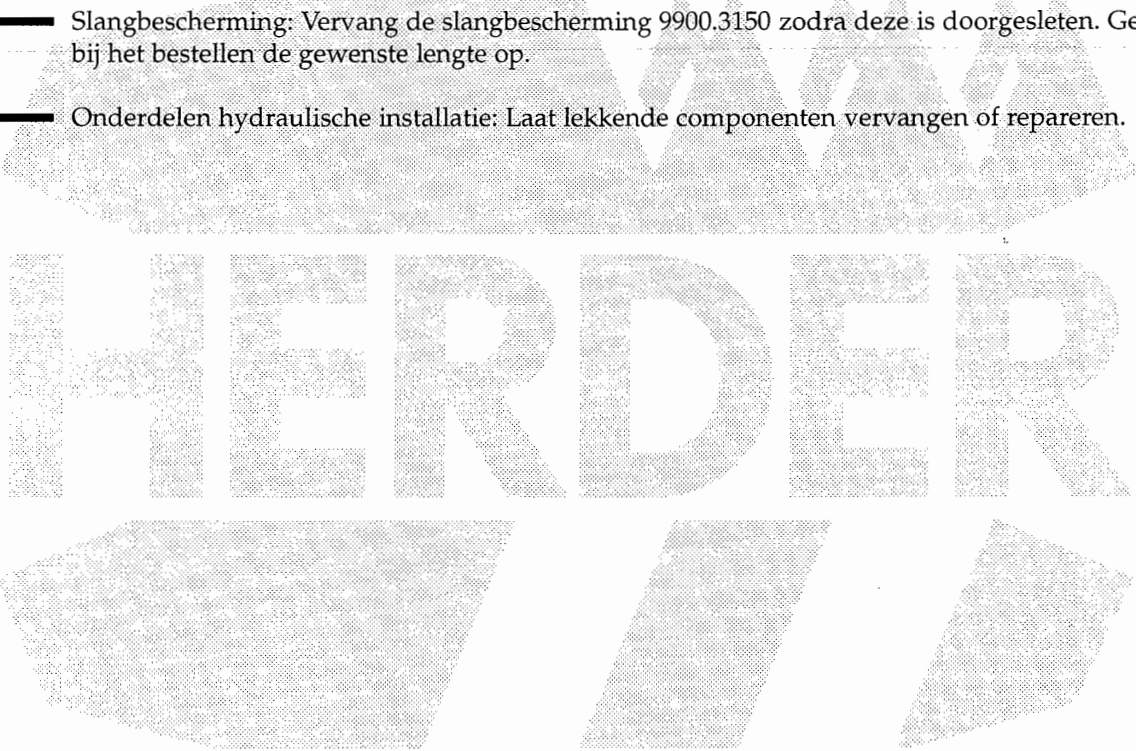 Slangbescherming: Vervang de slangbescherming 9900.3150 zodra deze is doorgesleten. Ge
bij het bestellen de gewenste lengte op.
Onderdelen hydraulische installatie: Laat lekkende componenten vervangen of repareren.
HERDER